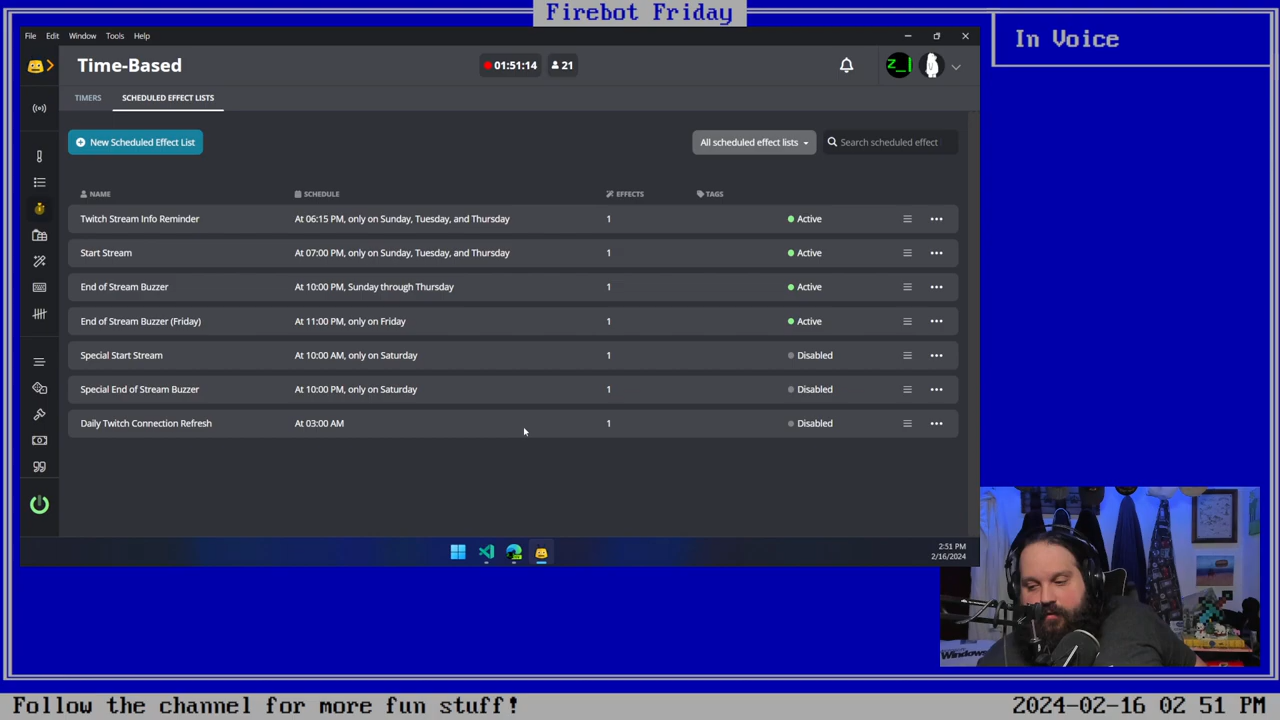 Firebot Friday
In Voice
File Edit Window Tools Help
Time-Based
01:51:14
21
z_l
TIMERS
SCHEDULED EFFECT LISTS
New Scheduled Effect List
All scheduled effect lists
Search scheduled effect
NAME SCHEDULE EFFECTS TAGS
Twitch Stream Info Reminder At 06:15 PM, only on Sunday, Tuesday, and Thursday 1 Active
Start Stream At 07:00 PM, only on Sunday, Tuesday, and Thursday 1 Active
End of Stream Buzzer At 10:00 PM, Sunday through Thursday 1 Active
End of Stream Buzzer (Friday) At 11:00 PM, only on Friday 1 Active
Special Start Stream At 10:00 AM, only on Saturday 1 Disabled
Special End of Stream Buzzer At 10:00 PM, only on Saturday 1 Disabled
Daily Twitch Connection Refresh At 03:00 AM 1 Disabled
2:51 PM
2/16/2024
Windows
Follow the channel for more fun stuff!
2024-02-16 02 51 PM